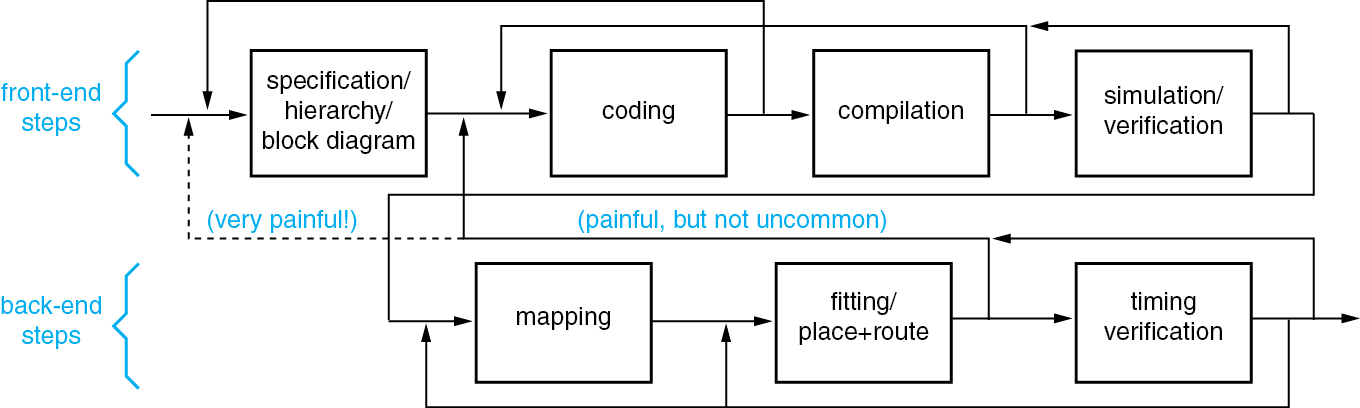 front-end
steps
specification/
hierarchy/
block diagram
coding
compilation
simulation/
verification
(very painful!)
(painful, but not uncommon)
back-end
steps
mapping
fitting/
place+route
timing
verification